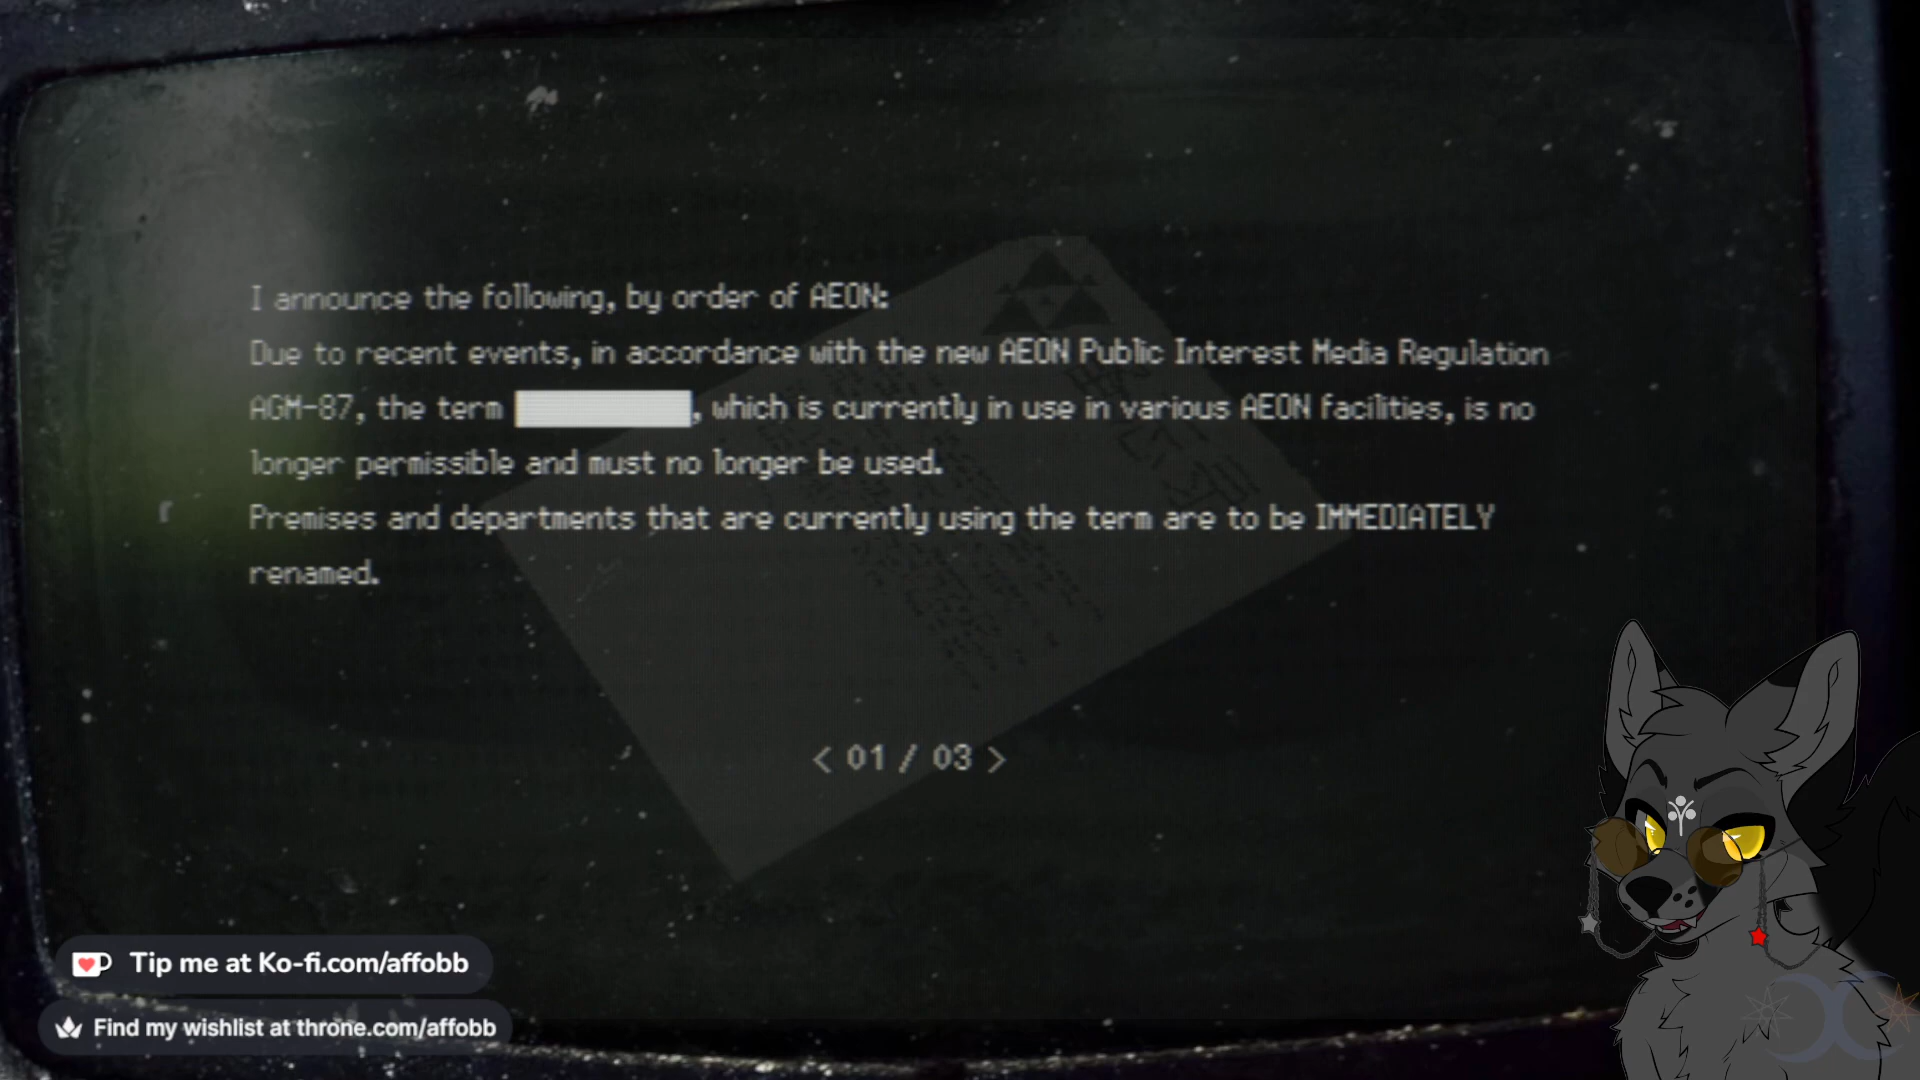 I announce the following, by order of AEON:
Due to recent events, in accordance with the new AEON Public Interest Media Regulation
AGM-87, the term , which is currently in use in various AEON facilities, is no
longer permissible and must no longer be used.
Premises and departments that are currently using the term are to be IMMEDIATELY
renamed.
< 01 / 03 >
Tip me at Ko-fi.com/affobb
Find my wishlist at throne.com/affobb